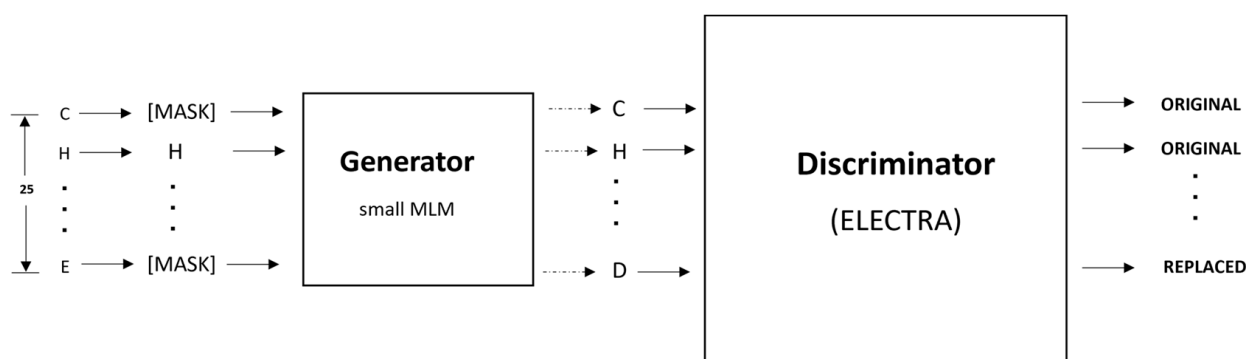 C [MASK] C ORIGINAL
H H Generator H Discriminator ORIGINAL
25 small MLM (ELECTRA)
E [MASK] D REPLACED